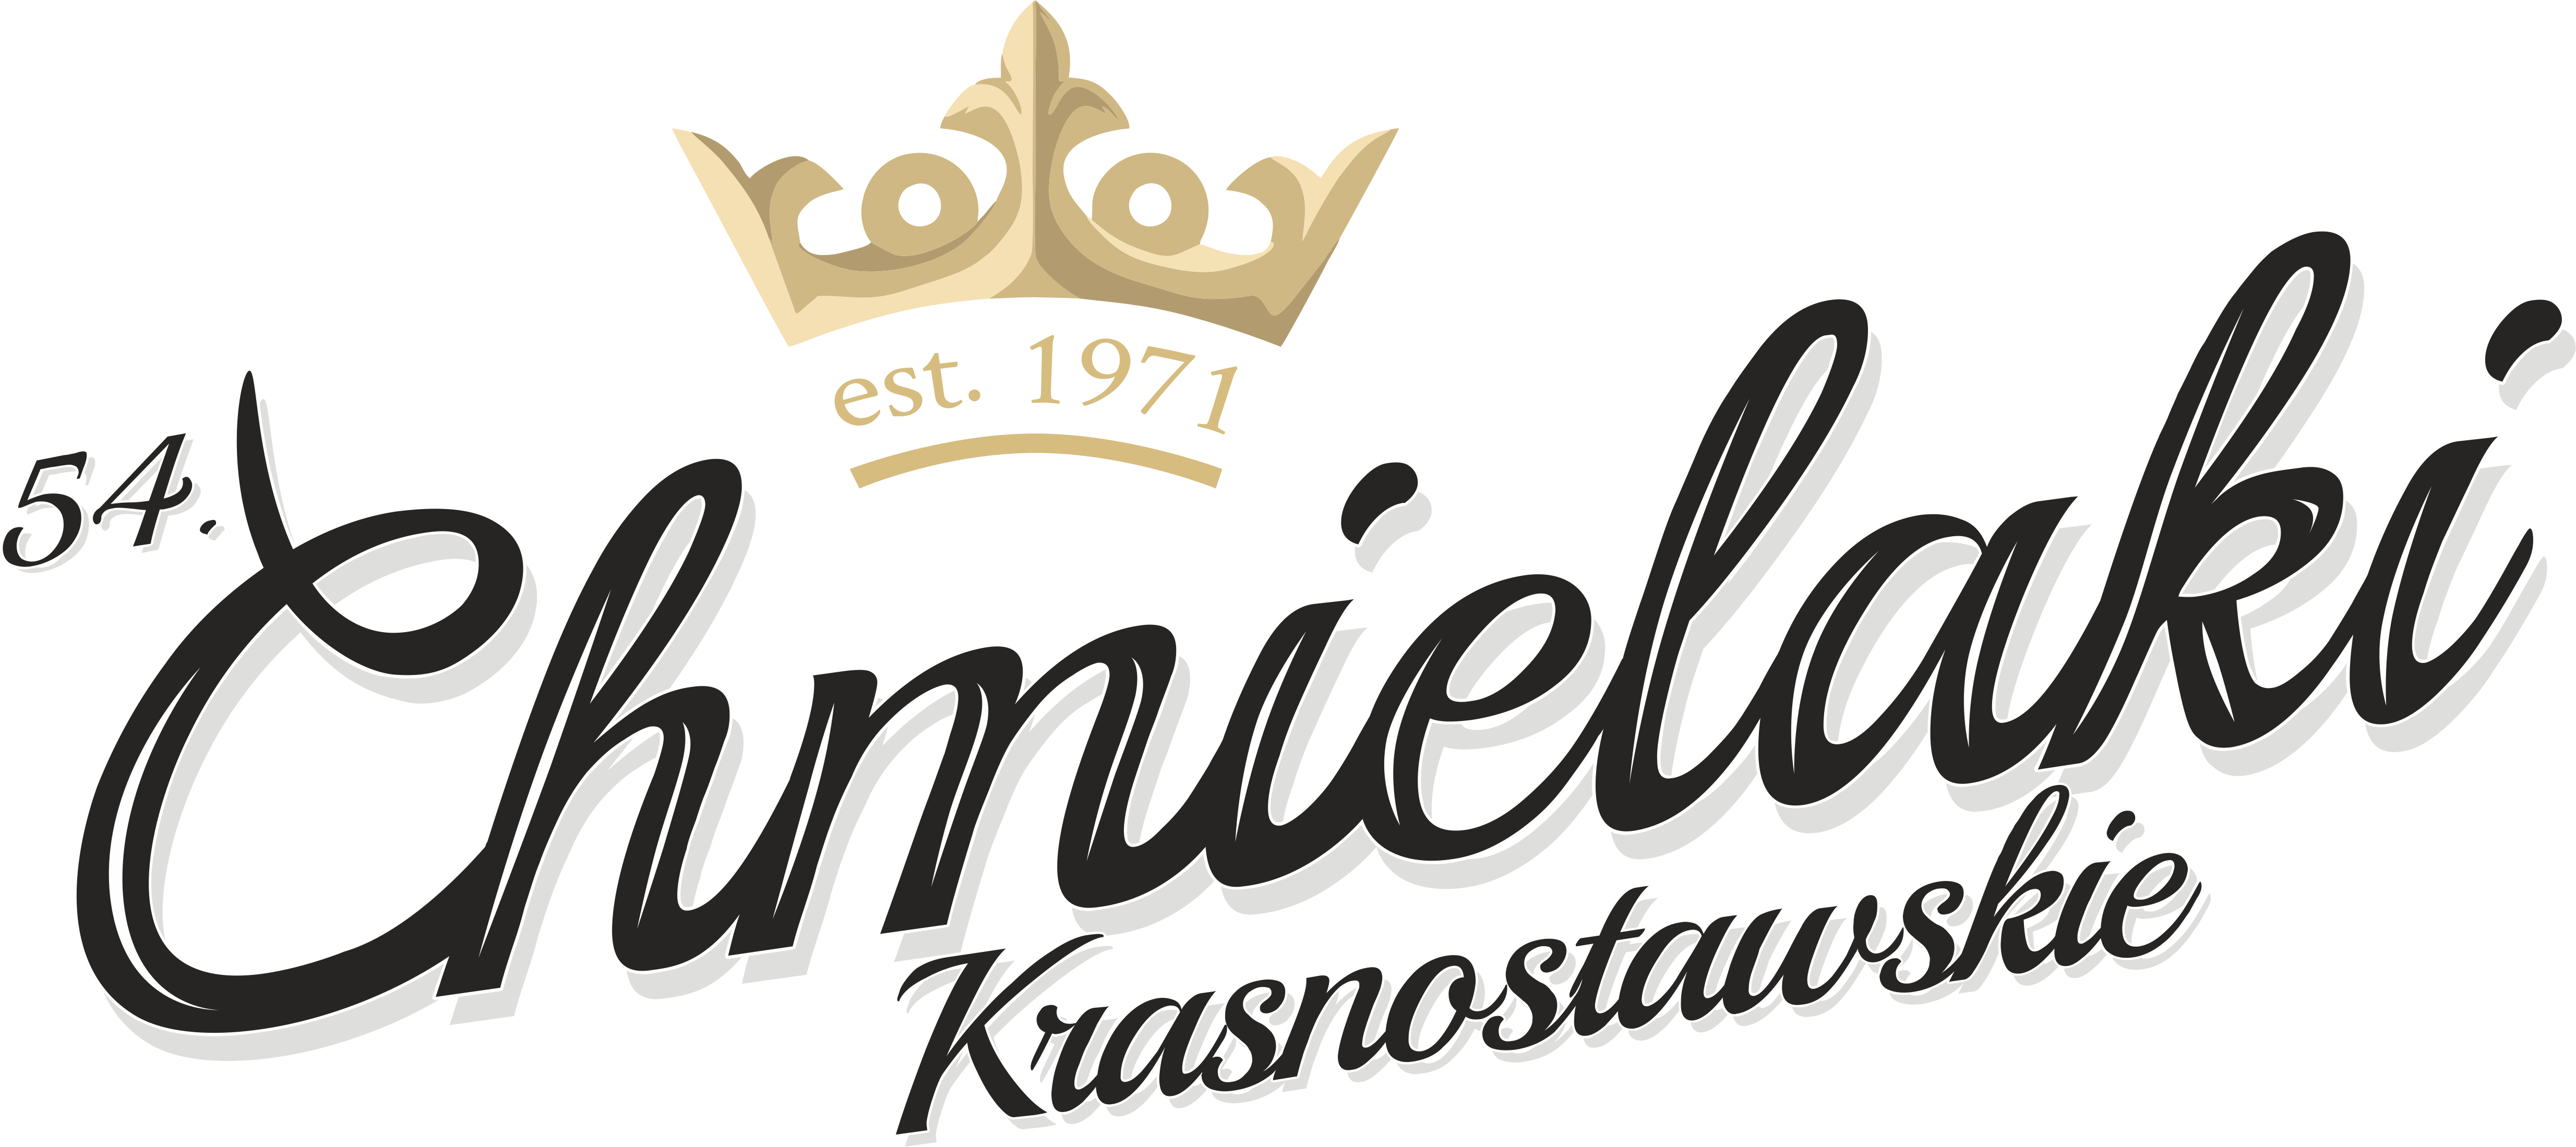 est. 1971
54. Chmielaki
Krasnostawskie